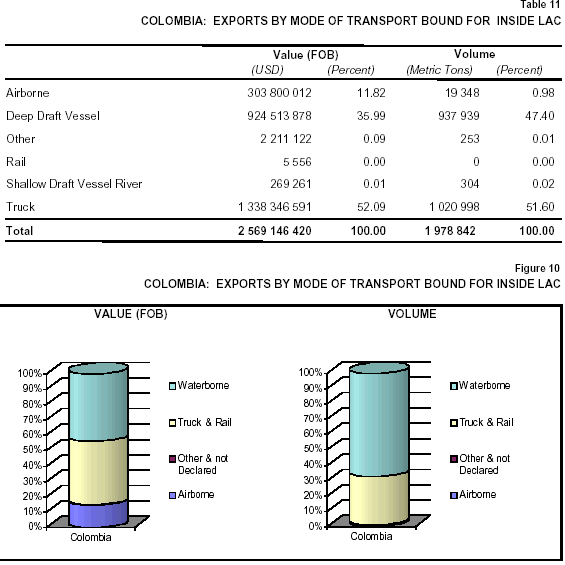 Table 11
COLOMBIA: EXPORTS BY MODE OF TRANSPORT BOUND FOR INSIDE LAC
Value (FOB) Volume
(USD) (Percent) (Metric Tons) (Percent)
Airborne 303 800 012 11.82 19 348 0.98
Deep Draft Vessel 924 513 878 35.99 937 939 47.40
Other 2 211 122 0.09 253 0.01
Rail 5 556 0.00 0 0.00
Shallow Draft Vessel River 269 261 0.01 304 0.02
Truck 1 338 346 591 52.09 1 020 998 51.60
Total 2 569 146 420 100.00 1 978 842 100.00
Figure 10
COLOMBIA: EXPORTS BY MODE OF TRANSPORT BOUND FOR INSIDE LAC
VALUE (FOB)
100%
90%
80%
70%
60%
50%
40%
30%
20%
10%
0%
Colombia
Waterborne
Truck & Rail
Other & not
Declared
Airborne
VOLUME
100%
90%
80%
70%
60%
50%
40%
30%
20%
10%
0%
Colombia
Waterborne
Truck & Rail
Other & not
Declared
Airborne